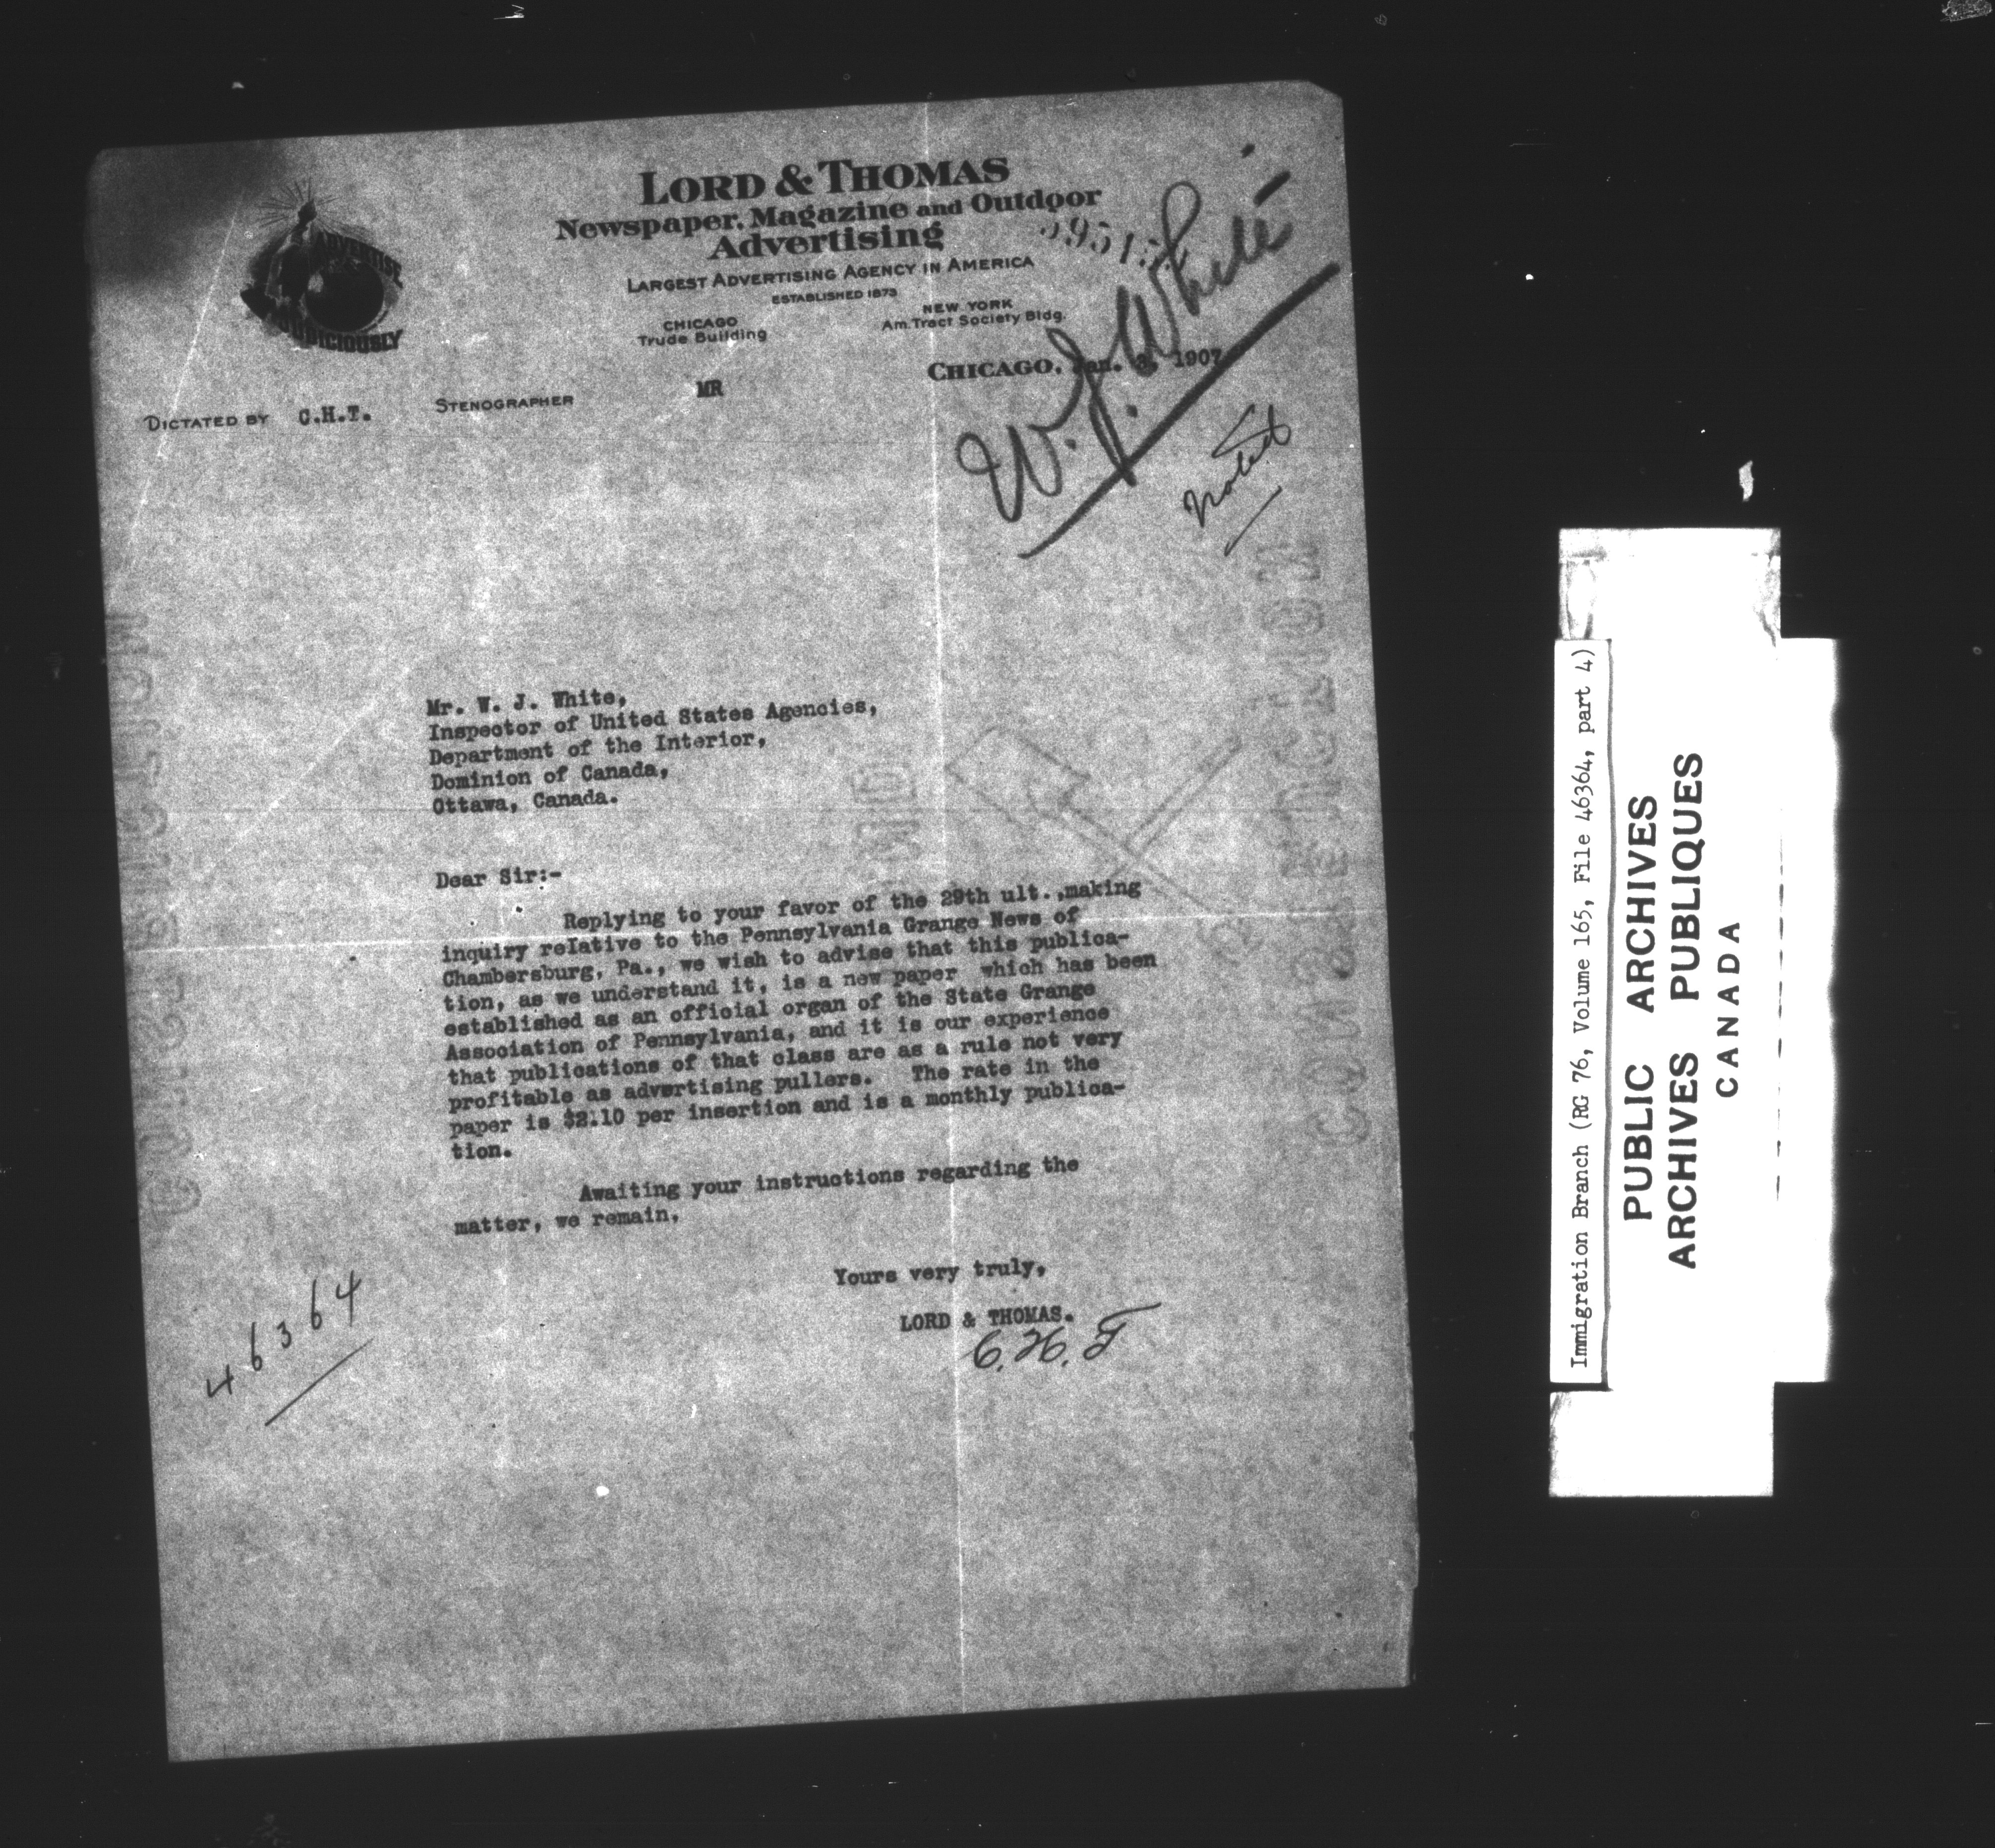 LORD & THOMAS
Newspaper, Magazine and Outdoor
Advertising
LARGEST ADVERTISING AGENCY IN AMERICA
ESTABLISHED 1873
CHICAGO
Trude Building
NEW YORK
Am. Tract Society Bldg.
ADVERTISE
JUDICIOUSLY
CHICAGO, Jan. 1907
W. J. White
Noted
DICTATED BY C.H.T. STENOGRAPHER MR
Mr. W. J. White,
Inspector of United States Agencies,
Department of the Interior,
Dominion of Canada,
Ottawa, Canada.
Dear Sir:-
Replying to your favor of the 29th ult.,making
inquiry relative to the Pennsylvania Grange News of
Chambersburg, Pa., we wish to advise that this publica-
tion, as we understand it, is a new paper which has been
established as an official organ of the State Grange
Association of Pennsylvania, and it is our experience
that publications of that class are as a rule not very
profitable as advertising pullers. The rate in the
paper is $2.10 per insertion and is a monthly publica-
tion.
Awaiting your instructions regarding the
matter, we remain,
Yours very truly,
LORD & THOMAS.
C. H. T
46364
Immigration Branch (RG 76, Volume 165, File 46364, part 4)
PUBLIC ARCHIVES
ARCHIVES PUBLIQUES
CANADA